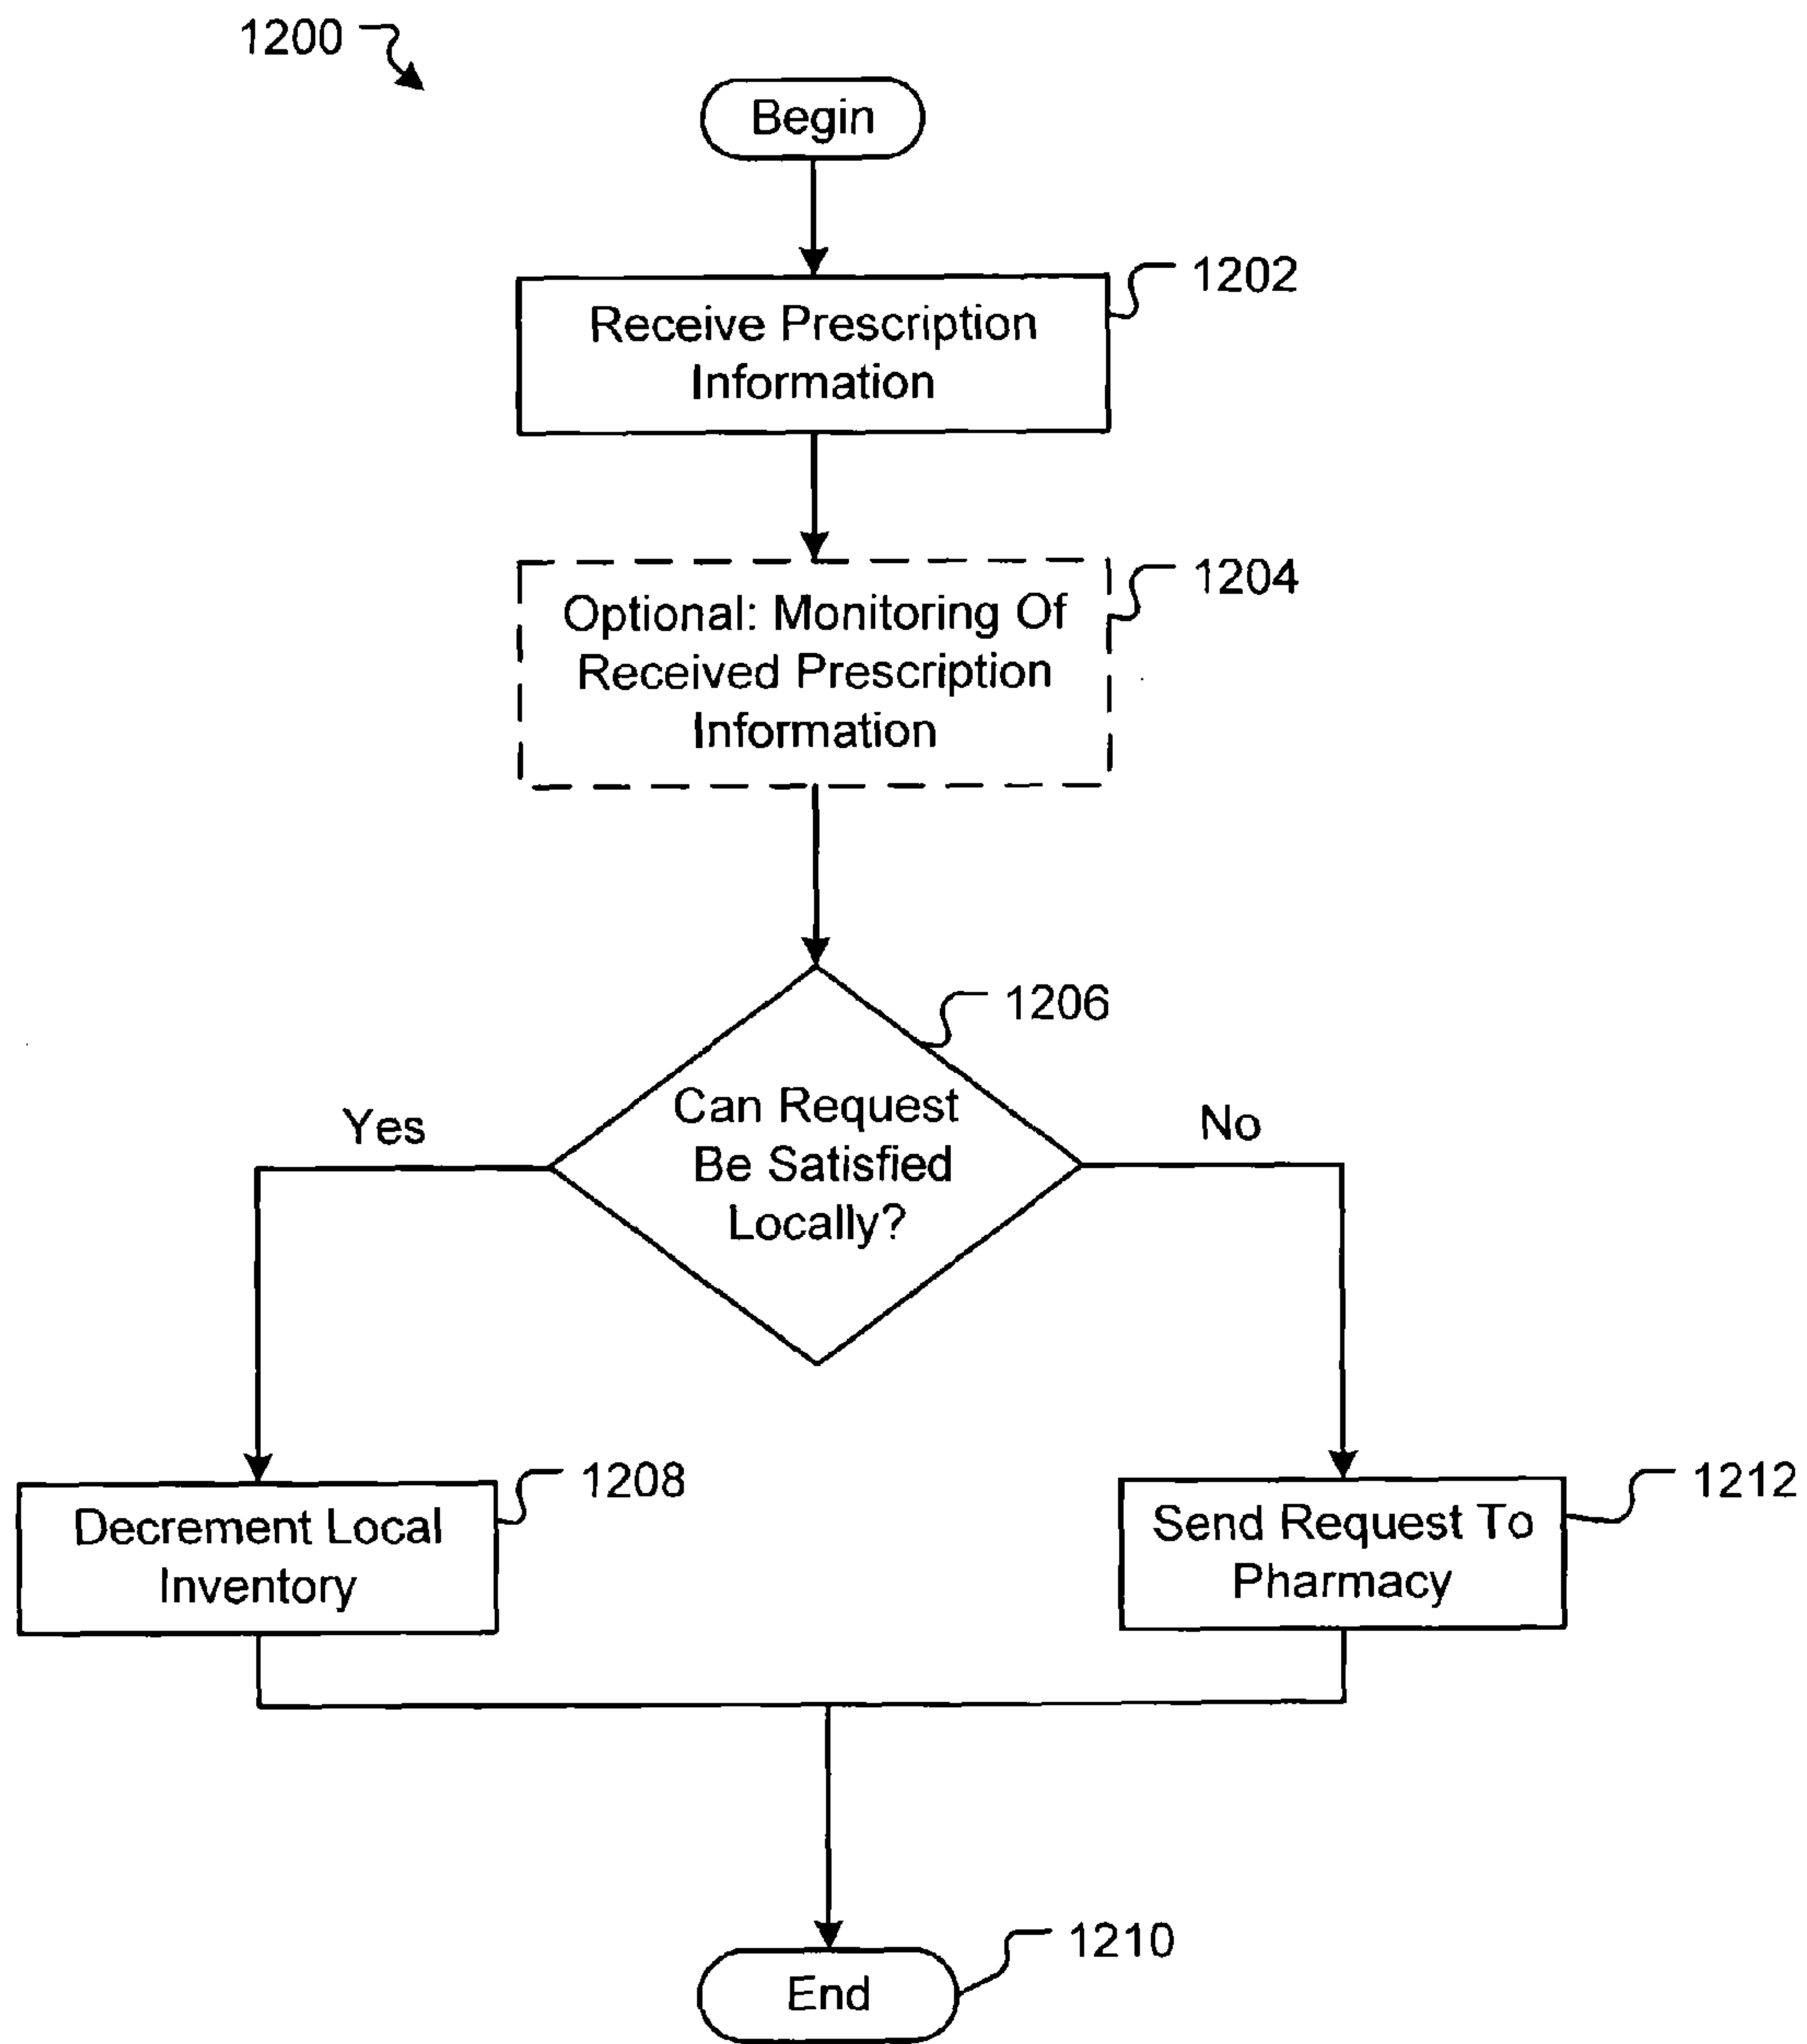 1200
Begin
1202
Receive Prescription
Information
1204
Optional: Monitoring Of
Received Prescription
Information
1206
Can Request
Be Satisfied
Locally?
Yes
No
1208
Decrement Local
Inventory
1212
Send Request To
Pharmacy
1210
End